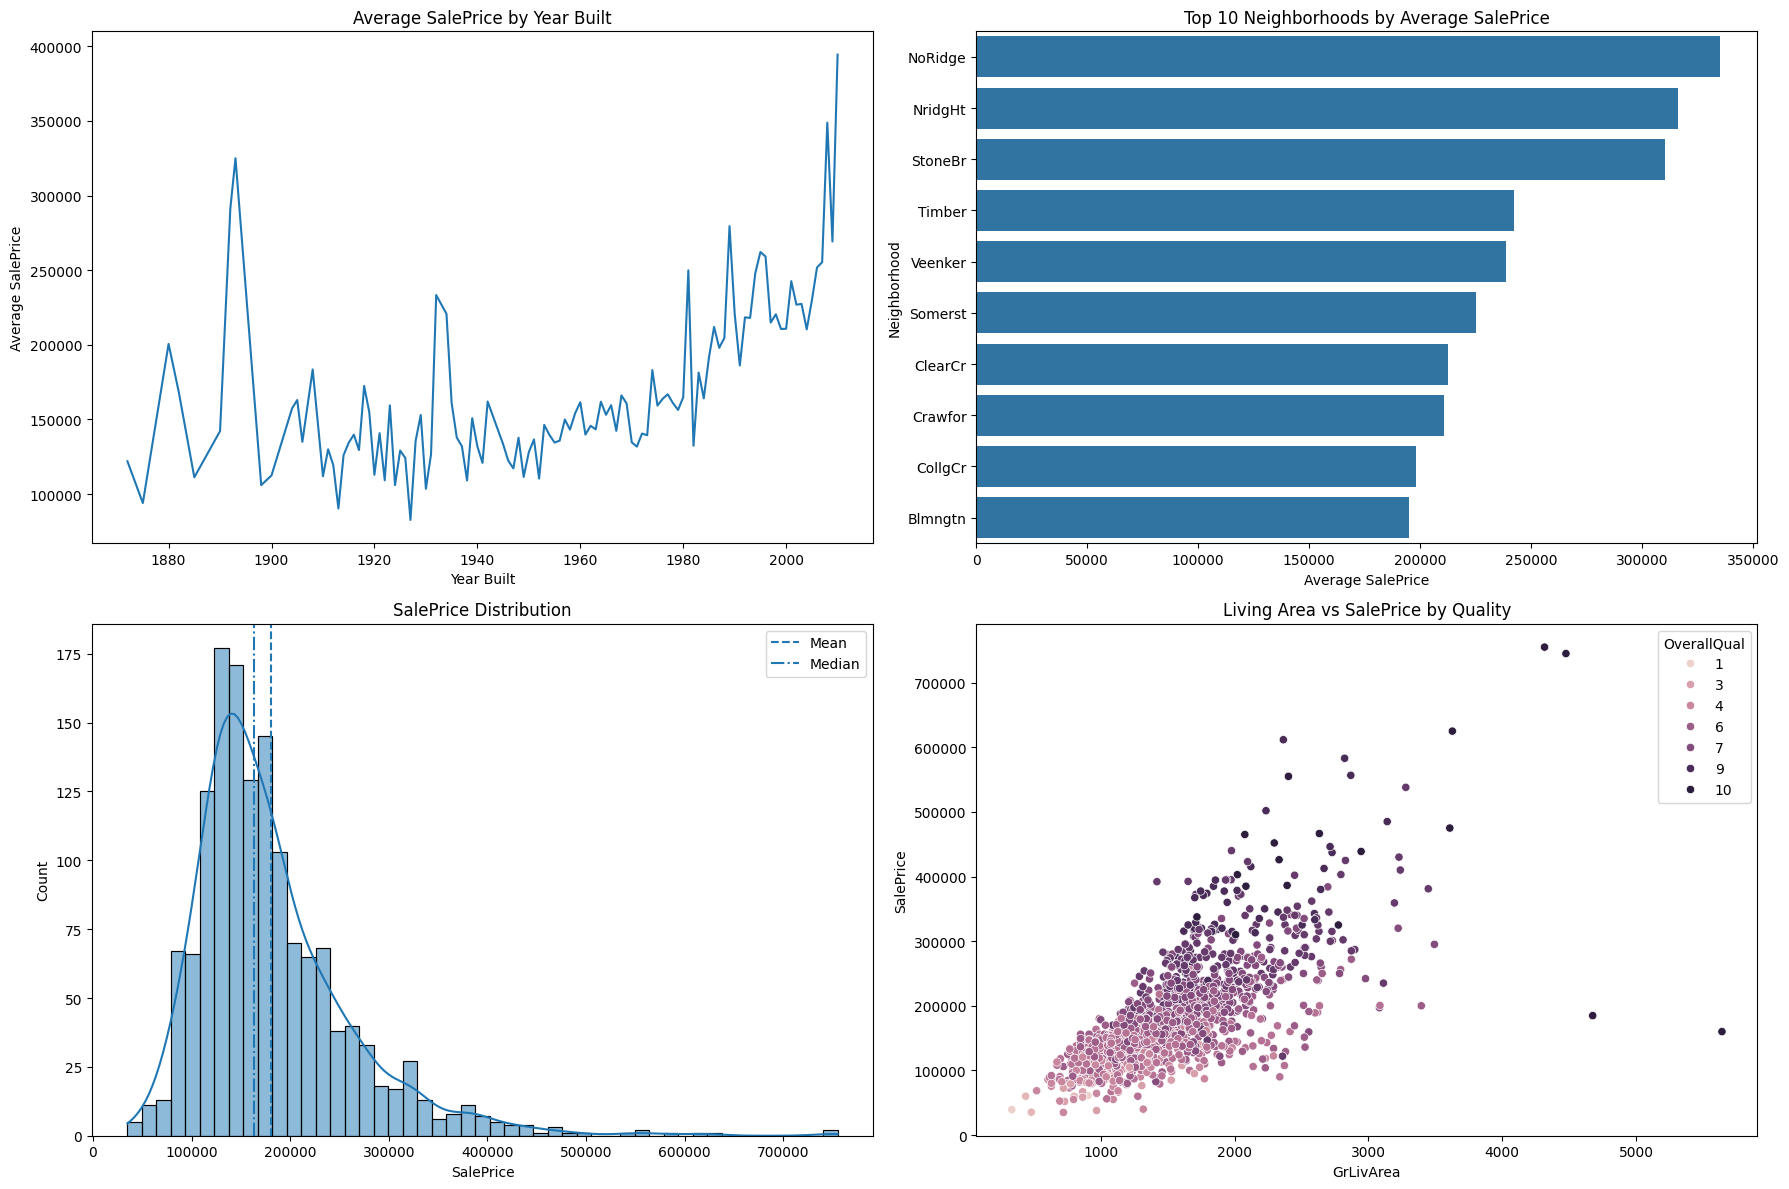 Average SalePrice by Year Built
400000
350000
300000
250000
200000
150000
100000
Average SalePrice
1880 1900 1920 1940 1960 1980 2000
Year Built
Top 10 Neighborhoods by Average SalePrice
NoRidge
NridgHt
StoneBr
Timber
Veenker
Somerst
ClearCr
Crawfor
CollgCr
Blmngtn
Neighborhood
0 50000 100000 150000 200000 250000 300000 350000
Average SalePrice
SalePrice Distribution
Mean
Median
175
150
125
100
75
50
25
0
Count
0 100000 200000 300000 400000 500000 600000 700000
SalePrice
Living Area vs SalePrice by Quality
OverallQual
1
3
4
6
7
9
10
700000
600000
500000
400000
300000
200000
100000
0
SalePrice
1000 2000 3000 4000 5000
GrLivArea